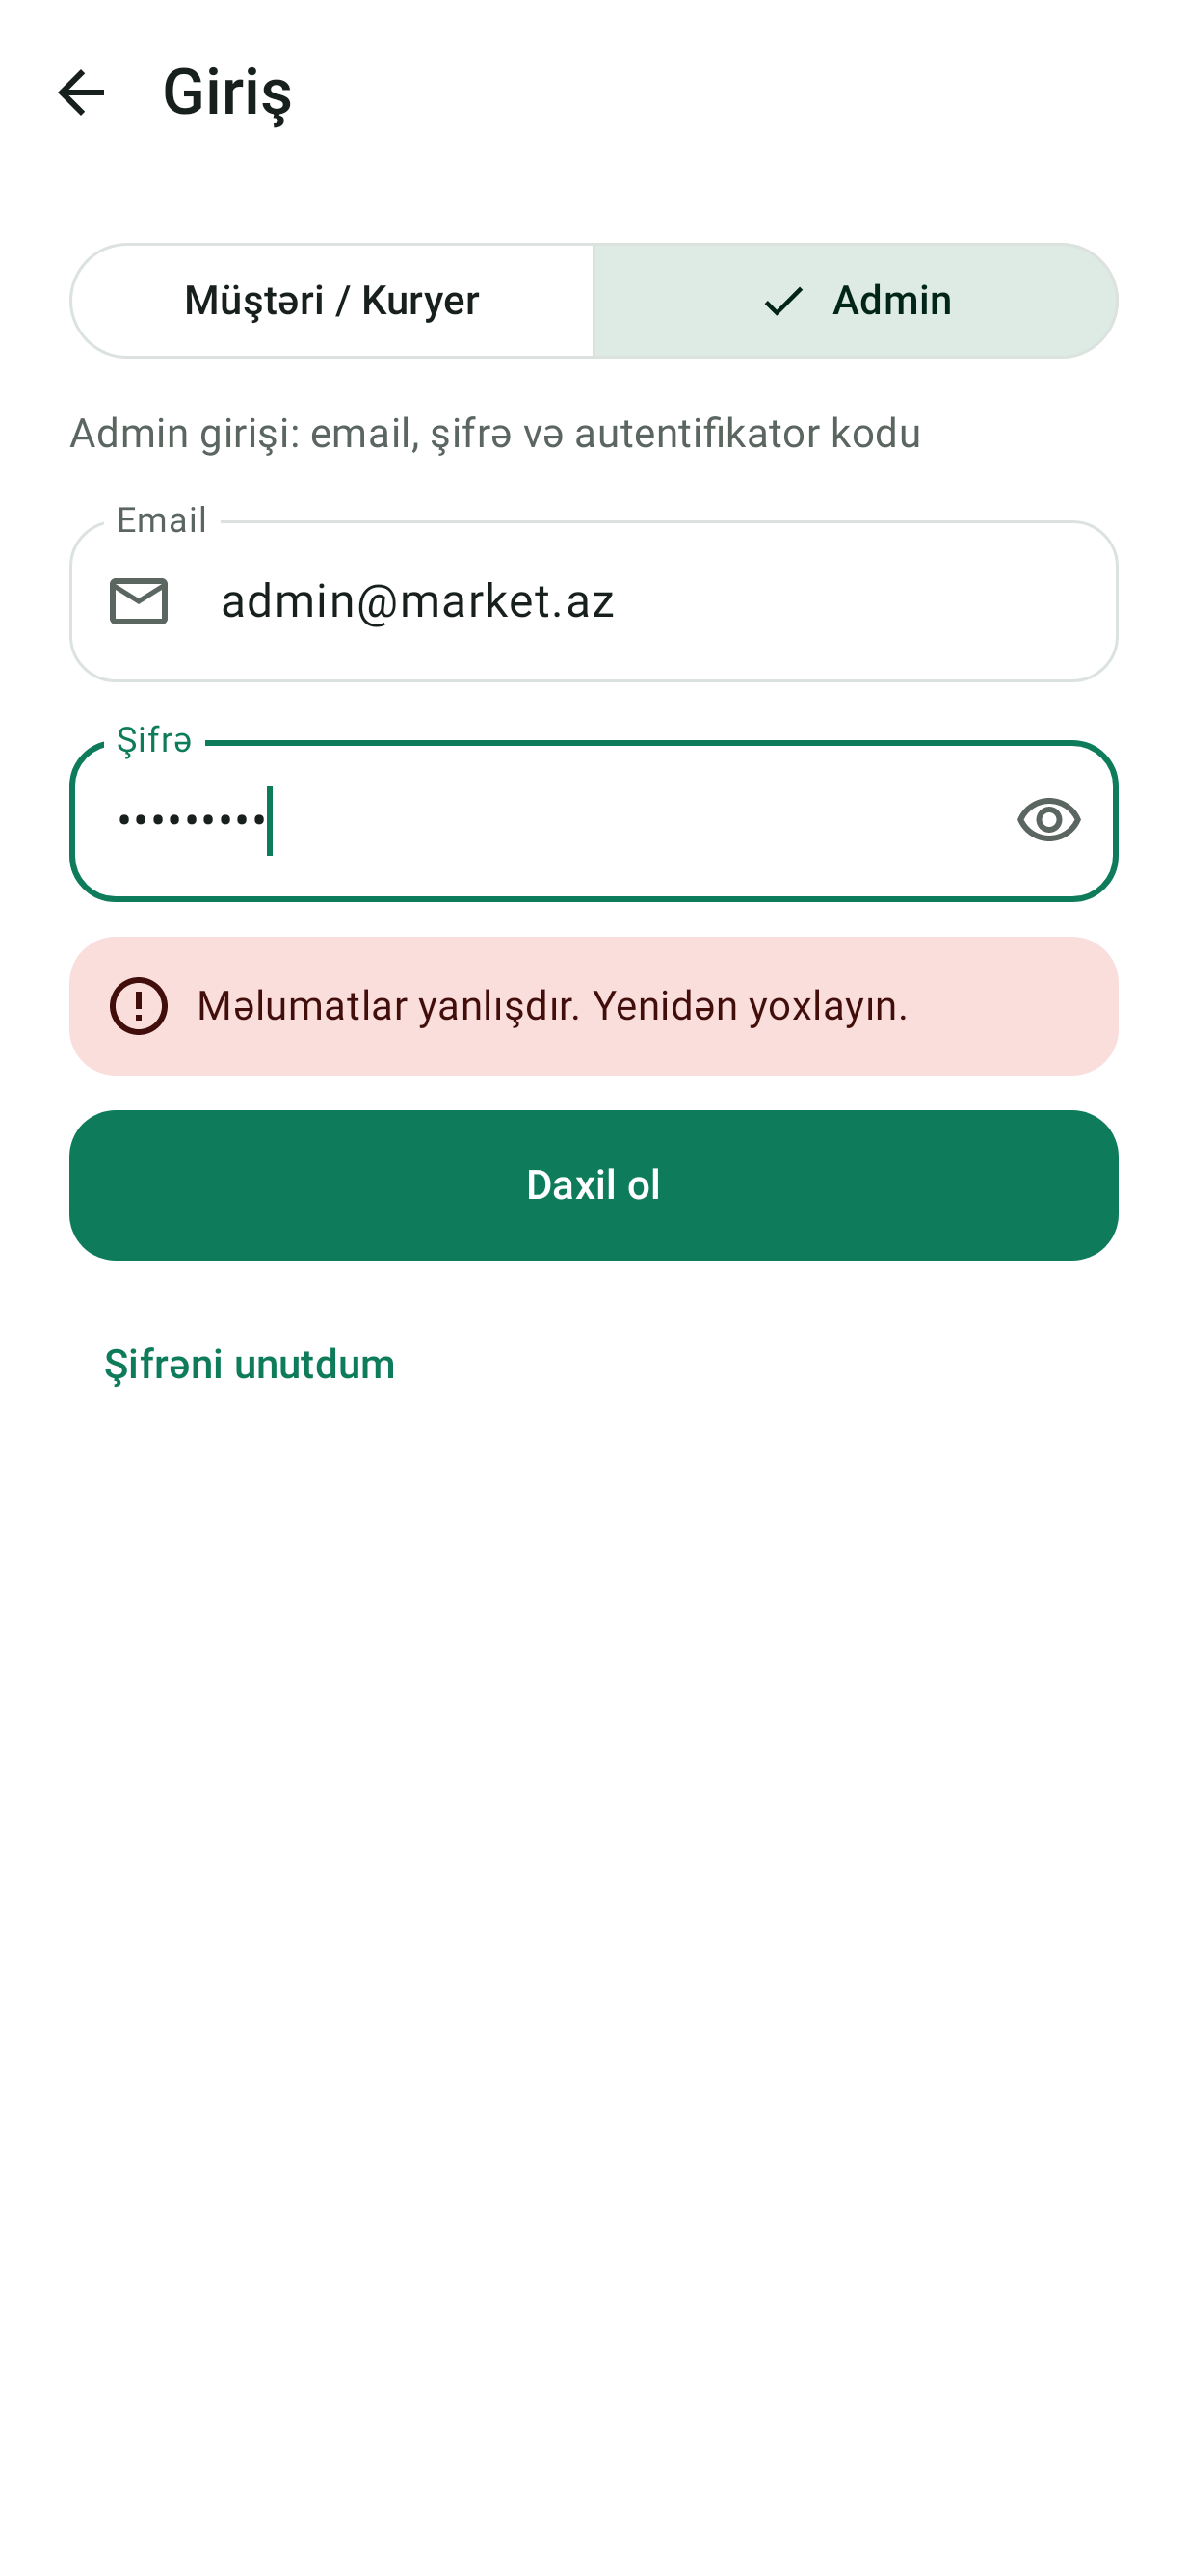 Giriş
Müştəri / Kuryer
Admin
Admin girişi: email, şifrə və autentifikator kodu
Email
admin@market.az
Şifrə
•••••••••
Məlumatlar yanlışdır. Yenidən yoxlayın.
Daxil ol
Şifrəni unutdum